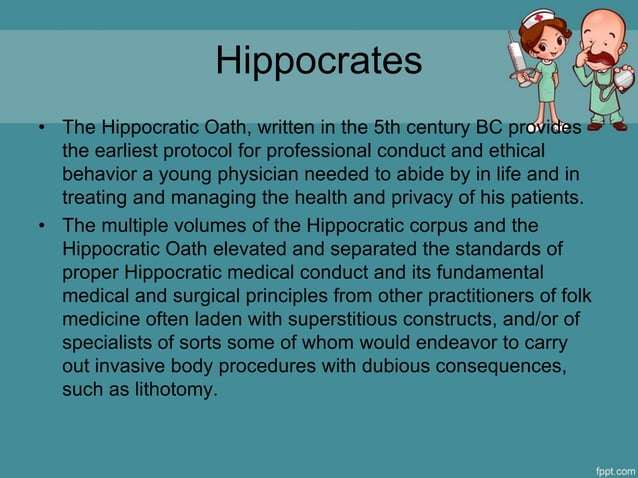 Hippocrates
• The Hippocratic Oath, written in the 5th century BC provides
the earliest protocol for professional conduct and ethical
behavior a young physician needed to abide by in life and in
treating and managing the health and privacy of his patients.
• The multiple volumes of the Hippocratic corpus and the
Hippocratic Oath elevated and separated the standards of
proper Hippocratic medical conduct and its fundamental
medical and surgical principles from other practitioners of folk
medicine often laden with superstitious constructs, and/or of
specialists of sorts some of whom would endeavor to carry
out invasive body procedures with dubious consequences,
such as lithotomy.
fppt.com